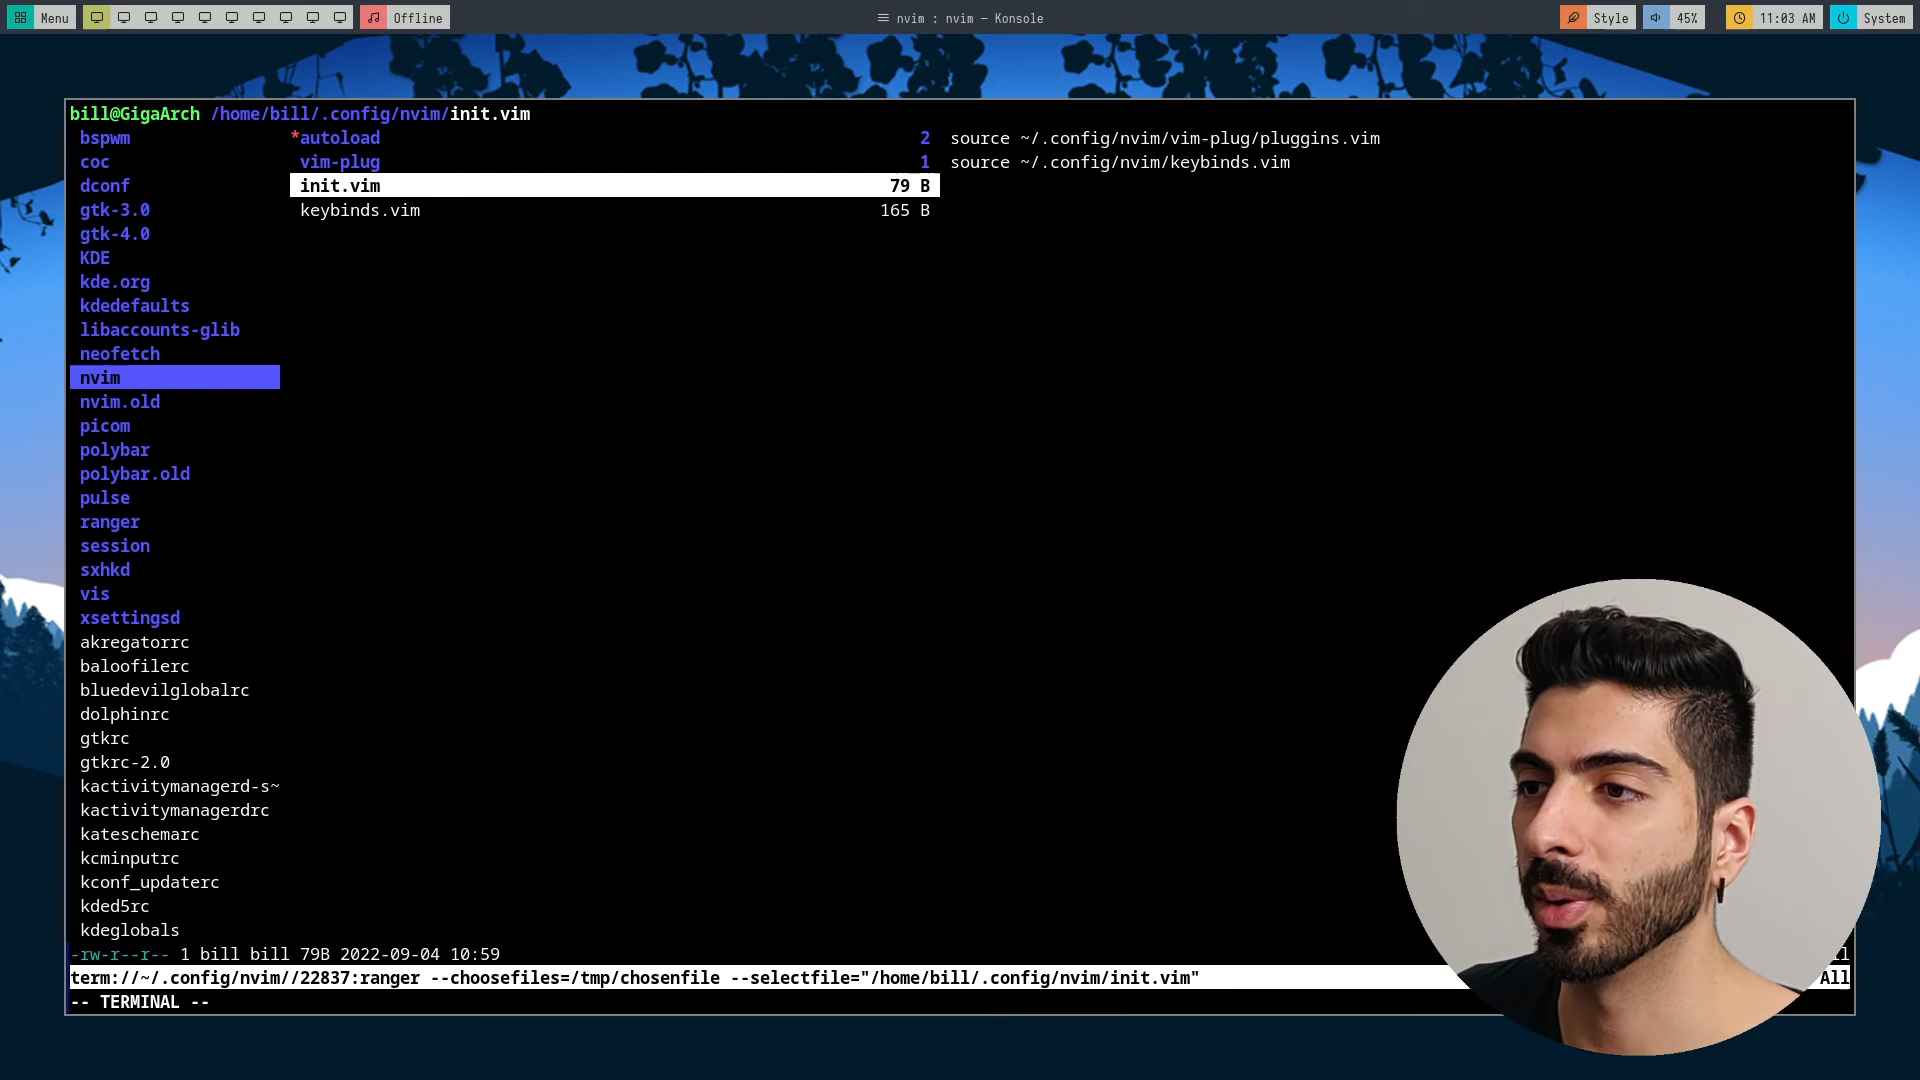 Menu Offline nvim : nvim — Konsole Style 45% 11:03 AM System
bill@GigaArch /home/bill/.config/nvim/init.vim
bspwm *autoload 2 source ~/.config/nvim/vim-plug/pluggins.vim
coc vim-plug 1 source ~/.config/nvim/keybinds.vim
dconf init.vim 79 B
gtk-3.0 keybinds.vim 165 B
gtk-4.0
KDE
kde.org
kdedefaults
libaccounts-glib
neofetch
nvim
nvim.old
picom
polybar
polybar.old
pulse
ranger
session
sxhkd
vis
xsettingsd
akregatorrc
baloofilerc
bluedevilglobalrc
dolphinrc
gtkrc
gtkrc-2.0
kactivitymanagerd-s~
kactivitymanagerdrc
kateschemarc
kcminputrc
kconf_updaterc
kded5rc
kdeglobals
-rw-r--r-- 1 bill bill 79B 2022-09-04 10:59
term://~/.config/nvim//22837:ranger --choosefiles=/tmp/chosenfile --selectfile="/home/bill/.config/nvim/init.vim" All
-- TERMINAL --